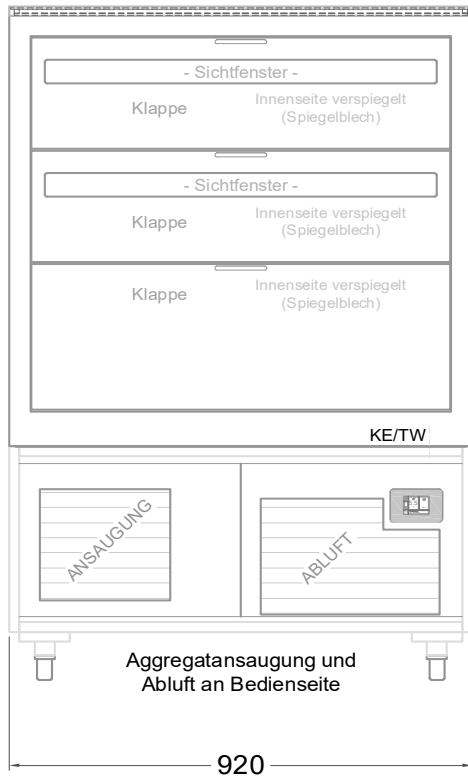 - Sichtfenster -
Klappe
Innenseite verspiegelt
(Spiegelblech)
- Sichtfenster -
Klappe
Innenseite verspiegelt
(Spiegelblech)
Klappe
Innenseite verspiegelt
(Spiegelblech)
KE/TW
ANSAUGUNG
ABLUFT
Aggregatansaugung und
Abluft an Bedienseite
920